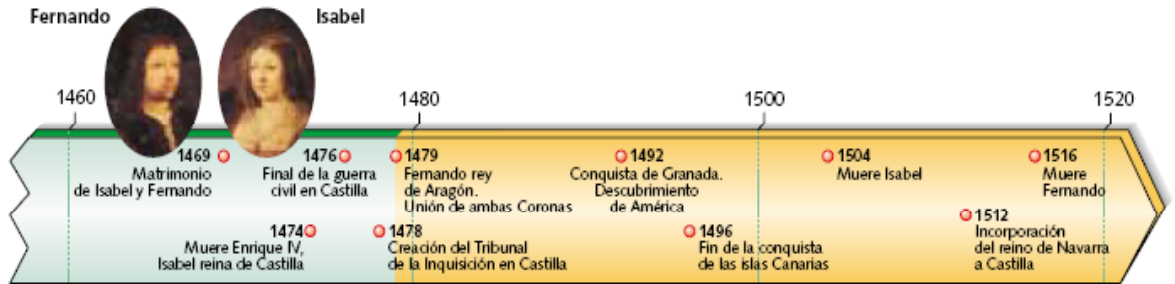 Fernando
Isabel
1460
1480
1500
1520
1469
Matrimonio
de Isabel y Fernando
1476
Final de la guerra
civil en Castilla
1479
Fernando rey
de Aragón.
Unión de ambas Coronas
1492
Conquista de Granada.
Descubrimiento
de América
1504
Muere Isabel
1516
Muere
Fernando
1474
Muere Enrique IV,
Isabel reina de Castilla
1478
Creación del Tribunal
de la Inquisición en Castilla
1496
Fin de la conquista
de las islas Canarias
1512
Incorporación
del reino de Navarra
a Castilla